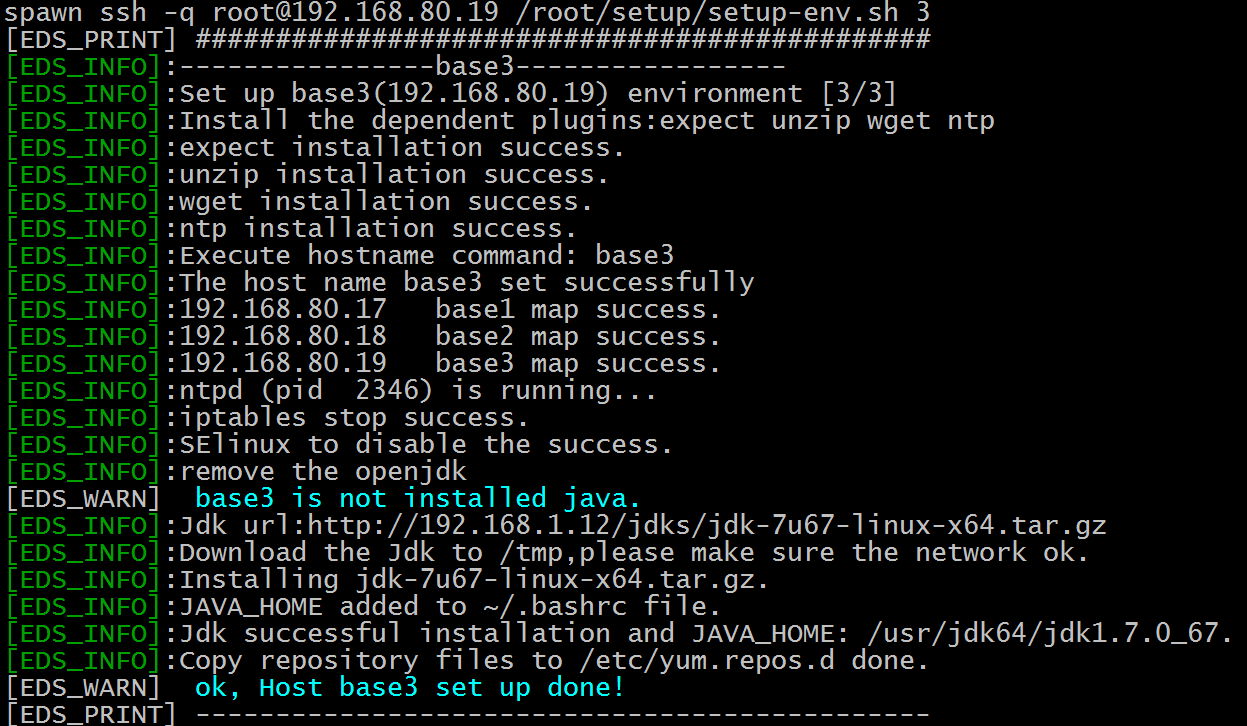 spawn ssh -q root@192.168.80.19 /root/setup/setup-env.sh 3
[EDS_PRINT] ##############################################
[EDS_INFO]:----------------base3-----------------
[EDS_INFO]:Set up base3(192.168.80.19) environment [3/3]
[EDS_INFO]:Install the dependent plugins:expect unzip wget ntp
[EDS_INFO]:expect installation success.
[EDS_INFO]:unzip installation success.
[EDS_INFO]:wget installation success.
[EDS_INFO]:ntp installation success.
[EDS_INFO]:Execute hostname command: base3
[EDS_INFO]:The host name base3 set successfully
[EDS_INFO]:192.168.80.17   base1 map success.
[EDS_INFO]:192.168.80.18   base2 map success.
[EDS_INFO]:192.168.80.19   base3 map success.
[EDS_INFO]:ntpd (pid  2346) is running...
[EDS_INFO]:iptables stop success.
[EDS_INFO]:SElinux to disable the success.
[EDS_INFO]:remove the openjdk
[EDS_WARN]  base3 is not installed java.
[EDS_INFO]:Jdk url:http://192.168.1.12/jdks/jdk-7u67-linux-x64.tar.gz
[EDS_INFO]:Download the Jdk to /tmp,please make sure the network ok.
[EDS_INFO]:Installing jdk-7u67-linux-x64.tar.gz.
[EDS_INFO]:JAVA_HOME added to ~/.bashrc file.
[EDS_INFO]:Jdk successful installation and JAVA_HOME: /usr/jdk64/jdk1.7.0_67.
[EDS_INFO]:Copy repository files to /etc/yum.repos.d done.
[EDS_WARN]  ok, Host base3 set up done!
[EDS_PRINT] ----------------------------------------------